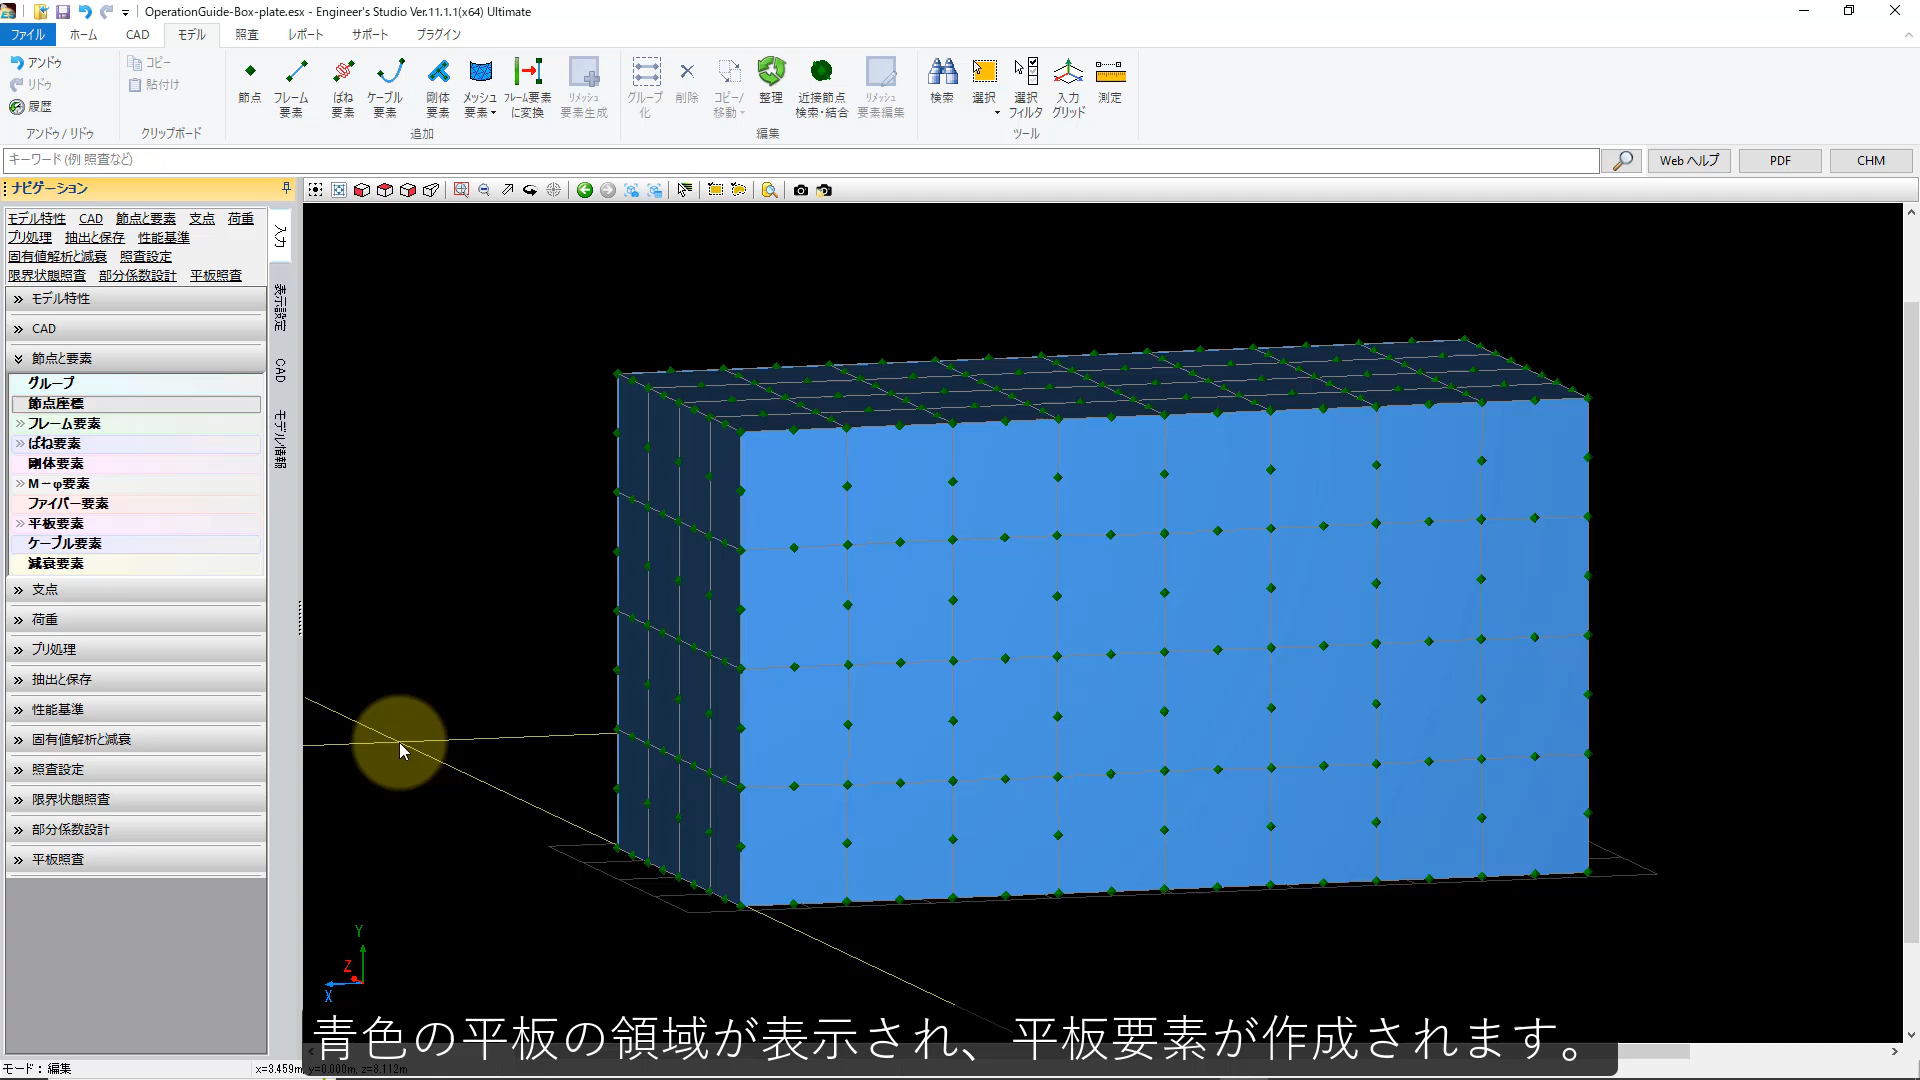 OperationGuide-Box-plate.esx - Engineer's Studio Ver.11.1.1(x64) Ultimate
ファイル ホーム CAD モデル 照査 レポート サポート プラグイン
アンドゥ
リドゥ
履歴
アンドゥ / リドゥ
コピー
貼付け
クリップボード
節点
フレーム要素
ばね要素
ケーブル要素
剛体要素
メッシュ要素
フレーム要素に変換
リメッシュ要素生成
追加
グループ化
削除
コピー/移動
整理
近接節点検索・結合
リメッシュ要素編集
編集
検索
選択
選択フィルタ
入力グリッド
測定
ツール
キーワード (例 照査など)
Web ヘルプ PDF CHM
ナビゲーション
モデル特性 CAD 節点と要素 支点 荷重
プリ処理 抽出と保存 性能基準
固有値解析と減衰 照査設定
限界状態照査 部分係数設計 平板照査
入力
表示設定
CAD
モデル情報
モデル特性
CAD
節点と要素
グループ
節点座標
フレーム要素
ばね要素
剛体要素
M－φ要素
ファイバー要素
平板要素
ケーブル要素
減衰要素
支点
荷重
プリ処理
抽出と保存
性能基準
固有値解析と減衰
照査設定
限界状態照査
部分係数設計
平板照査
Y
Z
X
青色の平板の領域が表示され、平板要素が作成されます。
モード：編集
x=3.459m, y=0.000m, z=8.112m